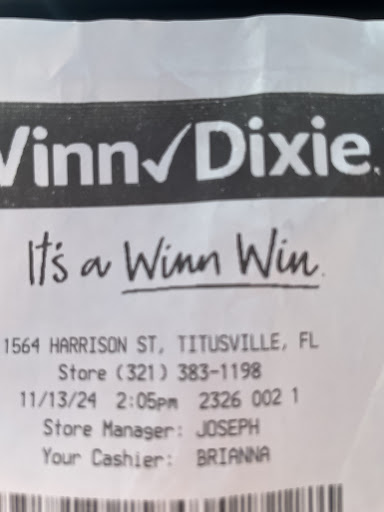 Winn✓Dixie.
It's a Winn Win.
1564 HARRISON ST, TITUSVILLE, FL
Store (321) 383-1198
11/13/24 2:05pm 2326 002 1
Store Manager: JOSEPH
Your Cashier: BRIANNA